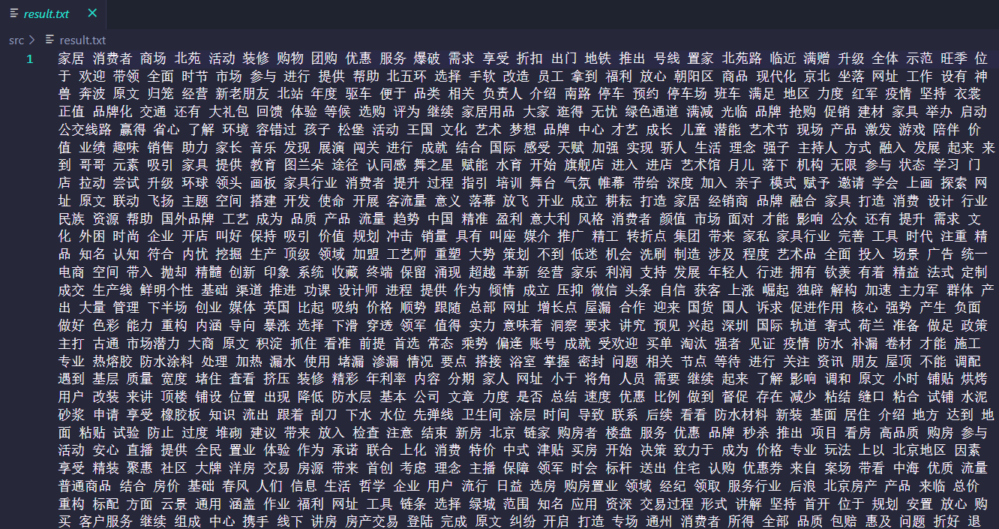 result.txt
src > result.txt
1 家居 消费者 商场 北苑 活动 装修 购物 团购 优惠 服务 爆破 需求 享受 折扣 出门 地铁 推出 号线 置家 北苑路 临近 满赠 升级 全体 示范 旺季 位
于 欢迎 带领 全面 时节 市场 参与 进行 提供 帮助 北五环 选择 手软 改造 员工 拿到 福利 放心 朝阳区 商品 现代化 京北 坐落 网址 工作 设有 神
兽 奔波 原文 归笼 经营 新老朋友 北站 年度 驱车 便于 品类 相关 负责人 介绍 南路 停车 预约 停车场 班车 满足 地区 力度 红军 疫情 坚持 衣裳
正值 品牌化 交通 还有 大礼包 回馈 体验 等候 选购 评为 继续 家居用品 大家 逛得 无忧 绿色通道 满减 光临 品牌 抢购 促销 建材 家具 举办 启动
公交线路 赢得 省心 了解 环境 容错过 孩子 松堡 活动 王国 文化 艺术 梦想 品牌 中心 才艺 成长 儿童 潜能 艺术节 现场 产品 激发 游戏 陪伴 价
值 业绩 趣味 销售 助力 家长 音乐 发现 展演 闯关 进行 成就 结合 国际 感受 天赋 加强 实现 骄人 生活 理念 强子 主持人 方式 融入 发展 起来 来
到 哥哥 元素 吸引 家具 提供 教育 图兰朵 途径 认同感 舞之星 赋能 水育 开始 旗舰店 进入 进店 艺术馆 月儿 落下 机构 无限 参与 状态 学习 门
店 拉动 尝试 升级 环球 领头 画板 家具行业 消费者 提升 过程 指引 培训 舞台 气氛 帷幕 带给 深度 加入 亲子 模式 赋予 邀请 学会 上画 探索 网
址 原文 联动 飞扬 主题 空间 搭建 开发 使命 开展 客流量 意义 落幕 放飞 开业 成立 耕耘 打造 家居 经销商 品牌 融合 家具 打造 消费 设计 行业
民族 资源 帮助 国外品牌 工艺 成为 品质 产品 流量 趋势 中国 精准 盈利 意大利 风格 消费者 颜值 市场 面对 才能 影响 公众 还有 提升 需求 文
化 外困 时尚 企业 开店 叫好 保持 吸引 价值 规划 冲击 销量 具有 叫座 媒介 推广 精工 转折点 集团 带来 家私 家具行业 完善 工具 时代 注重 精
品 知名 认知 符合 内忧 挖掘 生产 顶级 领域 加盟 工艺师 重塑 大势 策划 不到 低迷 机会 洗刷 制造 涉及 程度 艺术品 全面 投入 场景 广告 统一
电商 空间 带入 抛却 精髓 创新 印象 系统 收藏 终端 保留 涌现 超越 革新 经营 家乐 利润 支持 发展 年轻人 行进 拥有 钦羡 有着 精益 法式 定制
成交 生产线 鲜明个性 基础 渠道 推进 功课 设计师 进程 提供 作为 倾情 成立 压抑 微信 头条 自信 获客 上涨 崛起 独辟 解构 加速 主力军 群体 产
出 大量 管理 下半场 创业 媒体 英国 比起 吸纳 价格 顺势 跟随 总部 网址 增长点 屋漏 合作 迎来 国货 国人 诉求 促进作用 核心 强势 产生 负面
做好 色彩 能力 重构 内涵 导向 暴涨 选择 下滑 穿透 领军 值得 实力 意味着 洞察 要求 讲究 预见 兴起 深圳 国际 轨道 奢式 荷兰 准备 做足 政策
主打 古通 市场潜力 大商 原文 积淀 抓住 看准 前提 首选 常态 乘势 偏逢 账号 成就 受欢迎 买单 淘汰 强者 见证 疫情 防水 补漏 卷材 才能 施工
专业 热熔胶 防水涂料 处理 加热 漏水 使用 堵漏 渗漏 情况 要点 搭接 浴室 掌握 密封 问题 相关 节点 等待 进行 关注 资讯 朋友 屋顶 不能 调配
遇到 基层 质量 宽度 堵住 查看 挤压 装修 精彩 年利率 内容 分期 家人 网址 小于 将角 人员 需要 继续 起来 了解 影响 调和 原文 小时 铺贴 烘烤
用户 改装 来讲 顶楼 铺设 位置 出现 降低 防水层 基本 公司 文章 力度 是否 总结 速度 优惠 比例 做到 督促 存在 减少 粘结 缝口 粘合 试铺 水泥
砂浆 申请 享受 橡胶板 知识 流出 跟着 刮刀 下水 水位 先弹线 卫生间 涂层 时间 导致 联系 后续 看看 防水材料 新装 基面 居住 介绍 地方 达到 地
面 粘贴 试验 防止 过度 堆砌 建议 带来 放入 检查 注意 结束 新房 北京 链家 购房者 楼盘 服务 优惠 品牌 秒杀 推出 项目 看房 高品质 购房 参与
活动 安心 直播 提供 全民 置业 体验 作为 承诺 联合 上化 消费 特价 中式 津贴 买房 开始 决策 致力于 成为 价格 专业 玩法 上以 北京地区 因素
享受 精装 聚惠 社区 大牌 洋房 交易 房源 带来 首创 考虑 理念 主播 保障 领军 时会 标杆 送出 住宅 认购 优惠券 来自 案场 带看 中海 优质 流量
普通商品 结合 房价 基础 春风 人们 信息 生活 哲学 企业 用户 流行 日益 选房 购房置业 领域 经纪 领取 服务行业 后浪 北京房产 产品 来临 总价
重构 标配 方面 云景 通用 涵盖 作业 福利 网址 工具 链条 选择 绿城 范围 知名 应用 资深 交易过程 形式 讲解 坚持 首开 位于 规划 安置 放心 购
买 客户服务 继续 组成 中心 携手 线下 讲房 房产交易 登陆 完成 原文 纠纷 开启 打造 专场 通州 消费者 所得 全部 品质 包赔 惠及 问题 折好 退